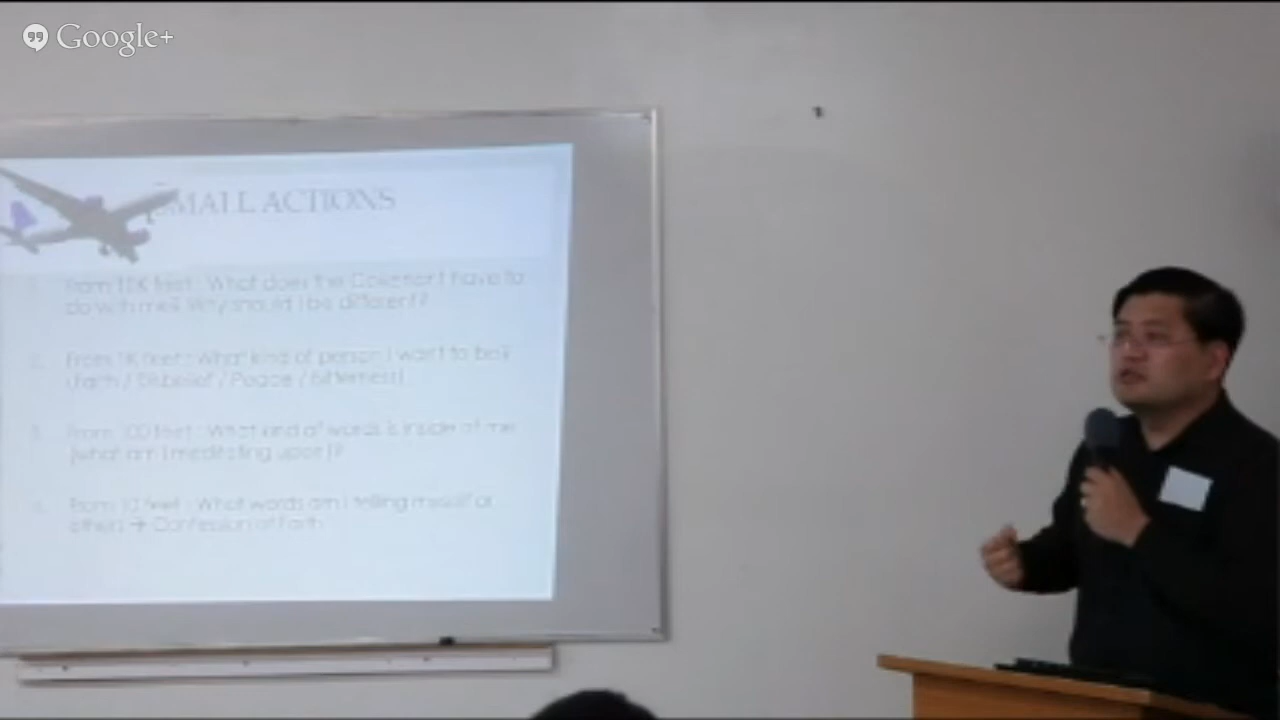 Google+
SMALL ACTIONS
From 10K feet : What does the Collection I have to
do with me? Why should I be different?
From 1K feet : What kind of person I want to be?
(Faith / Disbelief / Peace / bitterness)
From 100 feet : What kind of words is inside of me
(what am I meditating upon)?
From 10 feet : What words am I telling myself or
others → Confession of Faith